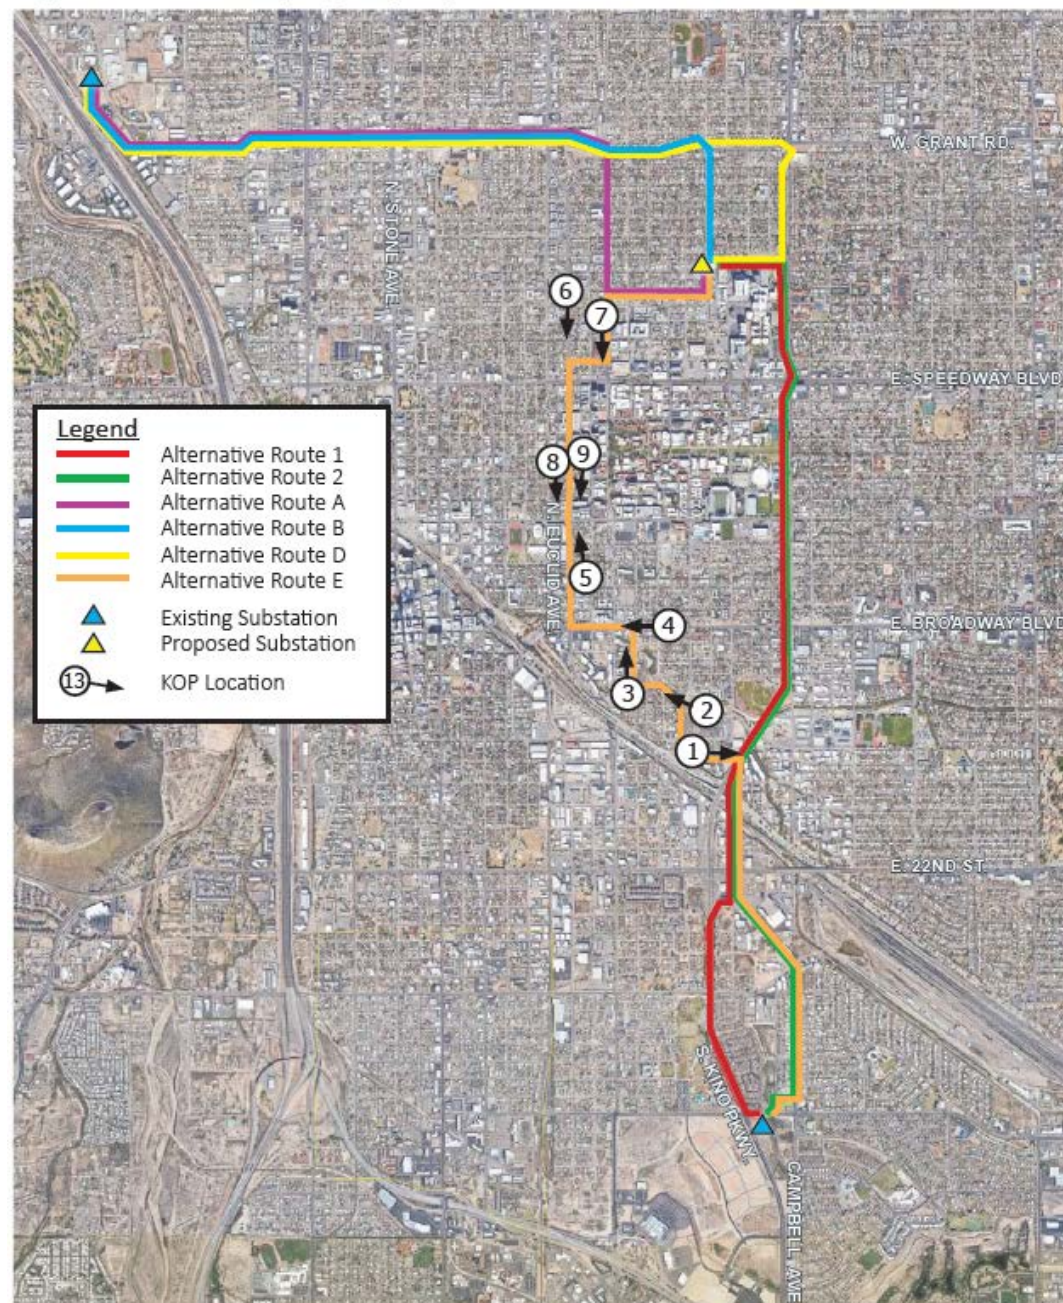 W. GRANT RD.
N. STONE AVE.
6
7
E. SPEEDWAY BLVD
Legend
Alternative Route 1
Alternative Route 2
Alternative Route A
Alternative Route B
Alternative Route D
Alternative Route E
Existing Substation
Proposed Substation
13 KOP Location
8
9
N. EUCLID AVE.
5
4
E. BROADWAY BLVD
3
2
1
E. 22ND ST.
S. KINO PKWY.
CAMPBELL AVE